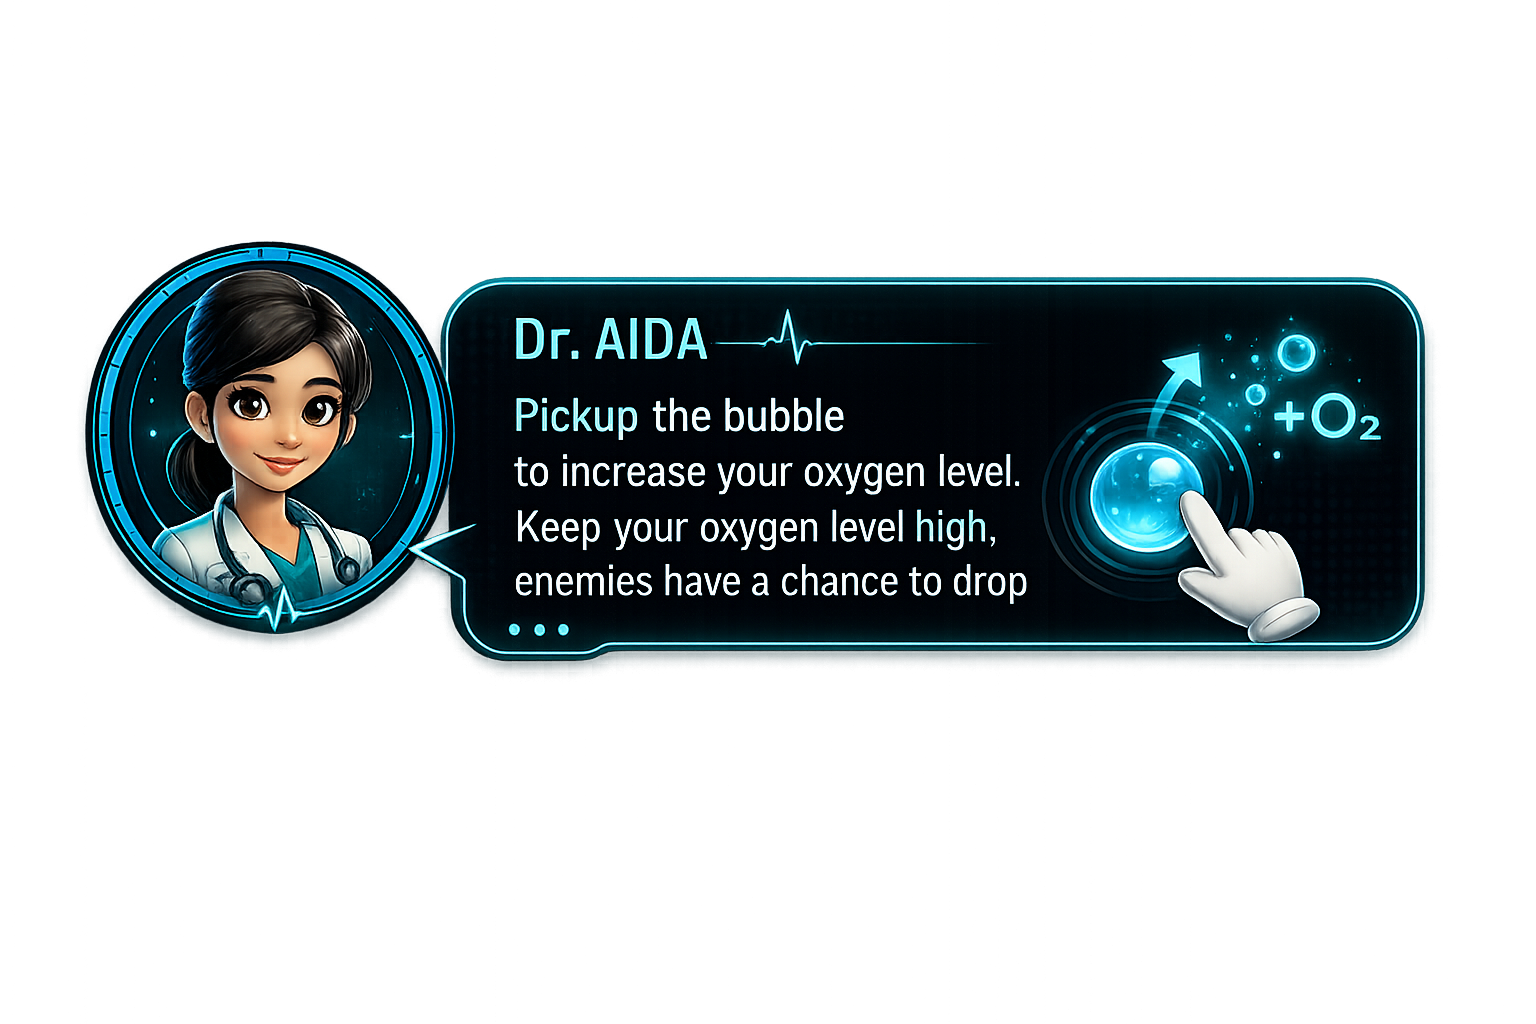 Dr. AIDA
Pickup the bubble
to increase your oxygen level.
Keep your oxygen level high,
enemies have a chance to drop
+O₂